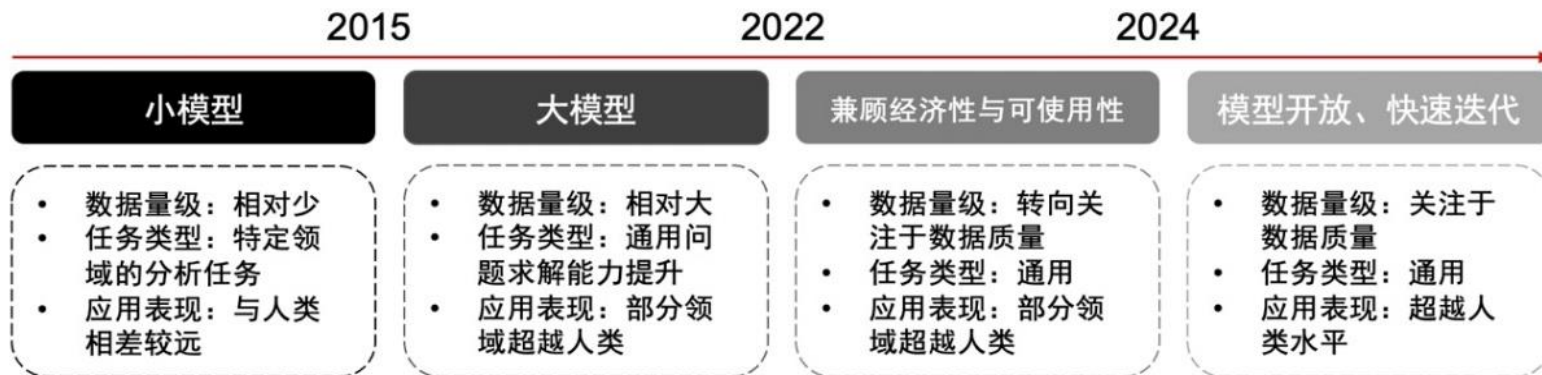 2015
2022
2024
小模型
大模型
兼顾经济性与可使用性
模型开放、快速迭代
• 数据量级：相对少
• 任务类型：特定领
域的分析任务
• 应用表现：与人类
相差较远
• 数据量级：相对大
• 任务类型：通用问
题求解能力提升
• 应用表现：部分领
域超越人类
• 数据量级：转向关
注于数据质量
• 任务类型：通用
• 应用表现：部分领
域超越人类
• 数据量级：关注于
数据质量
• 任务类型：通用
• 应用表现：超越人
类水平